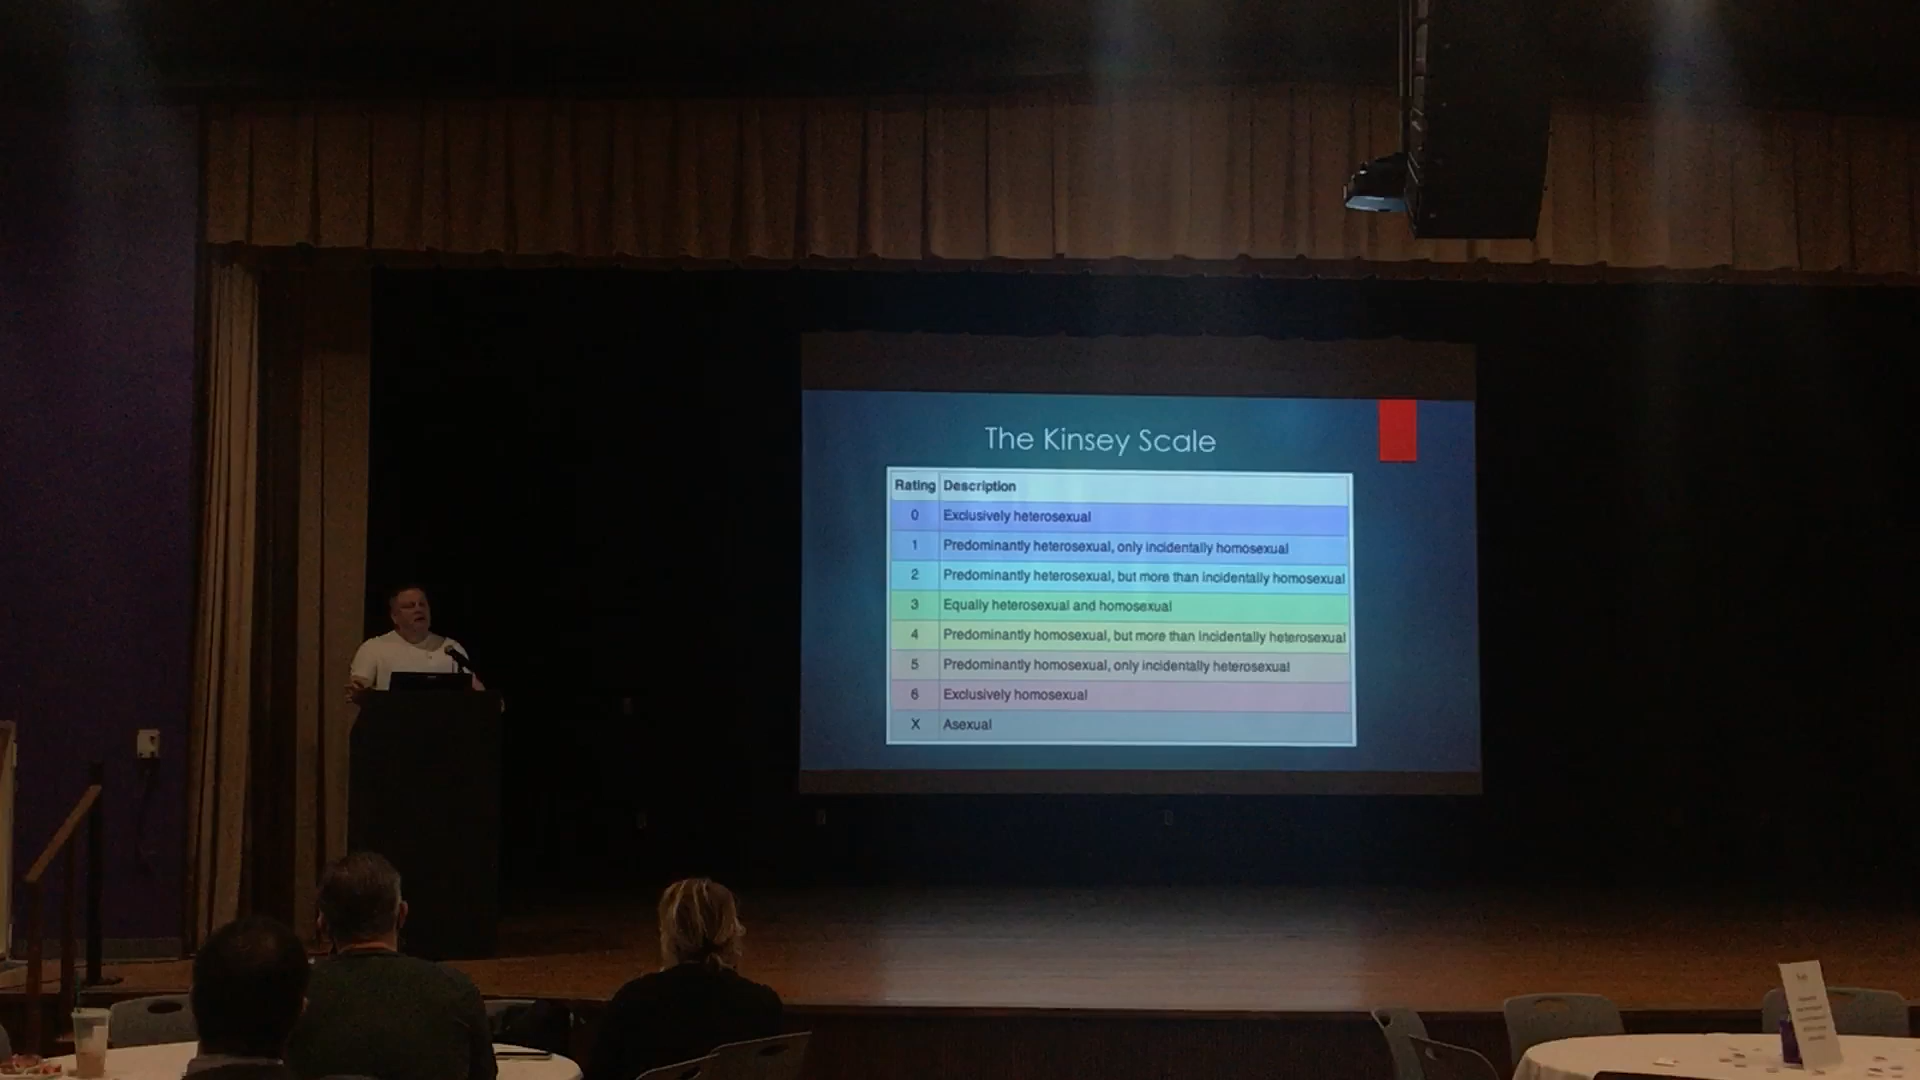 The Kinsey Scale
Rating Description
0 Exclusively heterosexual
1 Predominantly heterosexual, only incidentally homosexual
2 Predominantly heterosexual, but more than incidentally homosexual
3 Equally heterosexual and homosexual
4 Predominantly homosexual, but more than incidentally heterosexual
5 Predominantly homosexual, only incidentally heterosexual
6 Exclusively homosexual
X Asexual